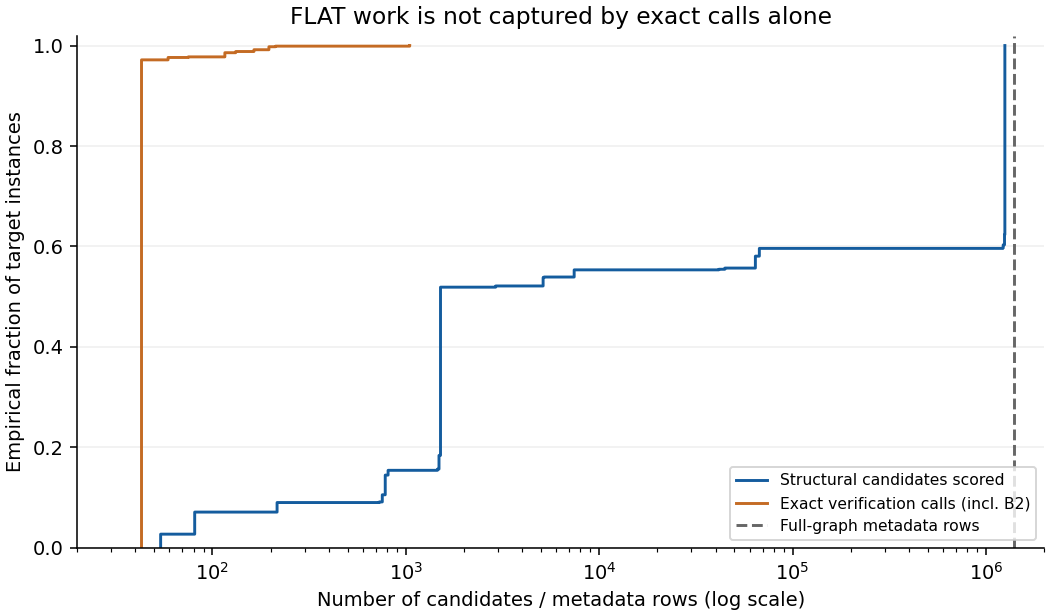 FLAT work is not captured by exact calls alone
Empirical fraction of target instances
1.0
0.8
0.6
0.4
0.2
0.0
Structural candidates scored
Exact verification calls (incl. B2)
Full-graph metadata rows
10² 10³ 10⁴ 10⁵ 10⁶
Number of candidates / metadata rows (log scale)